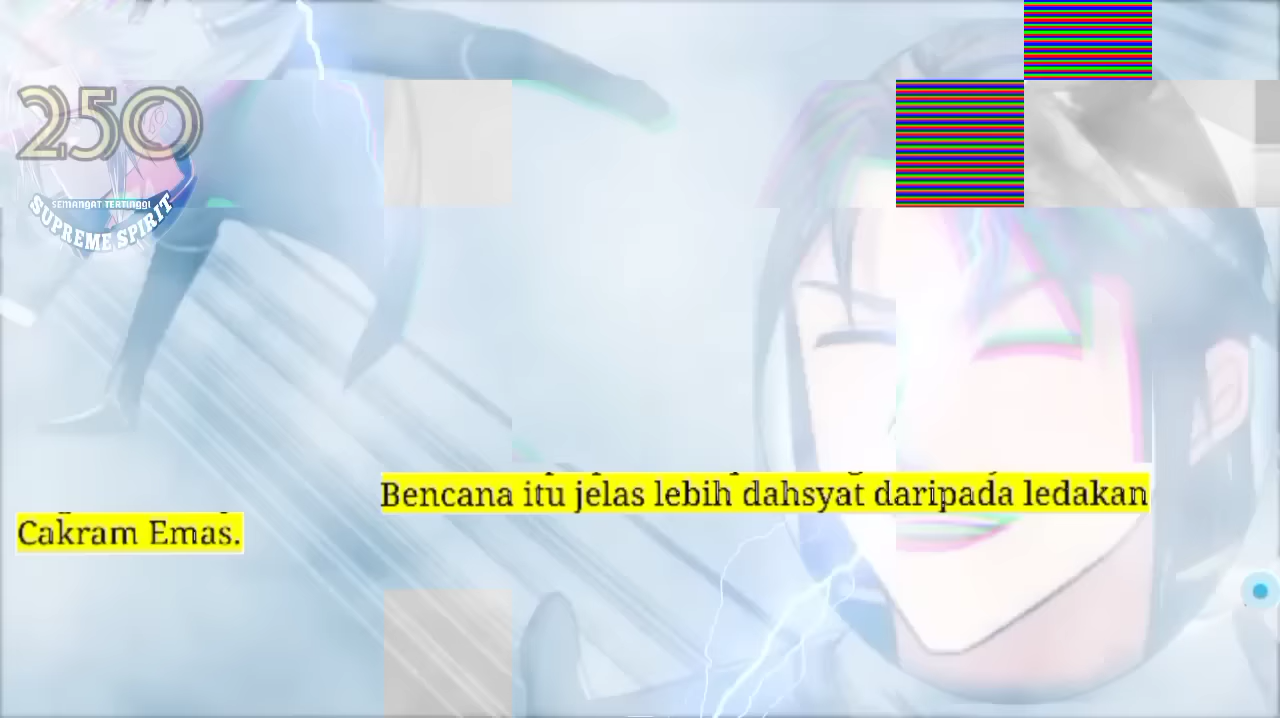 250
SEMANGAT TERTINGGI
SUPREME SPIRIT
Bencana itu jelas lebih dahsyat daripada ledakan
Cakram Emas.